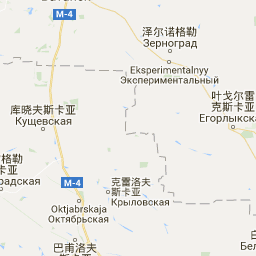 M-4
泽尔诺格勒
Зерноград
Eksperimentalnyy
Экспериментальный
叶戈尔雷
克斯卡亚
Егорлыкска
库晓夫斯卡亚
Кущевская
格勒
卡亚
радская
M-4
克雷洛夫
斯卡亚
Крыловская
Oktjabrskaja
Октябрьская
巴甫洛夫
Бел